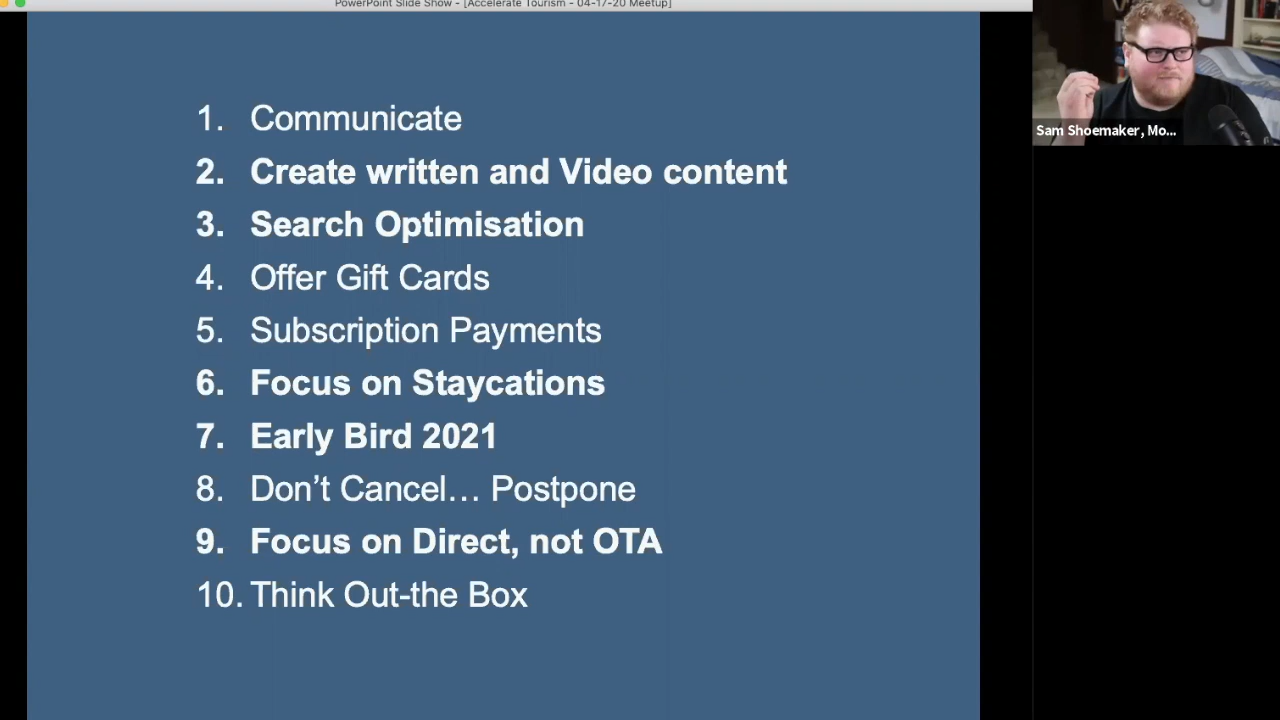 PowerPoint Slide Show - [Accelerate Tourism - 04-17-20 Meetup]
1. Communicate
2. Create written and Video content
3. Search Optimisation
4. Offer Gift Cards
5. Subscription Payments
6. Focus on Staycations
7. Early Bird 2021
8. Don’t Cancel… Postpone
9. Focus on Direct, not OTA
10. Think Out-the Box
Sam Shoemaker, Mo...